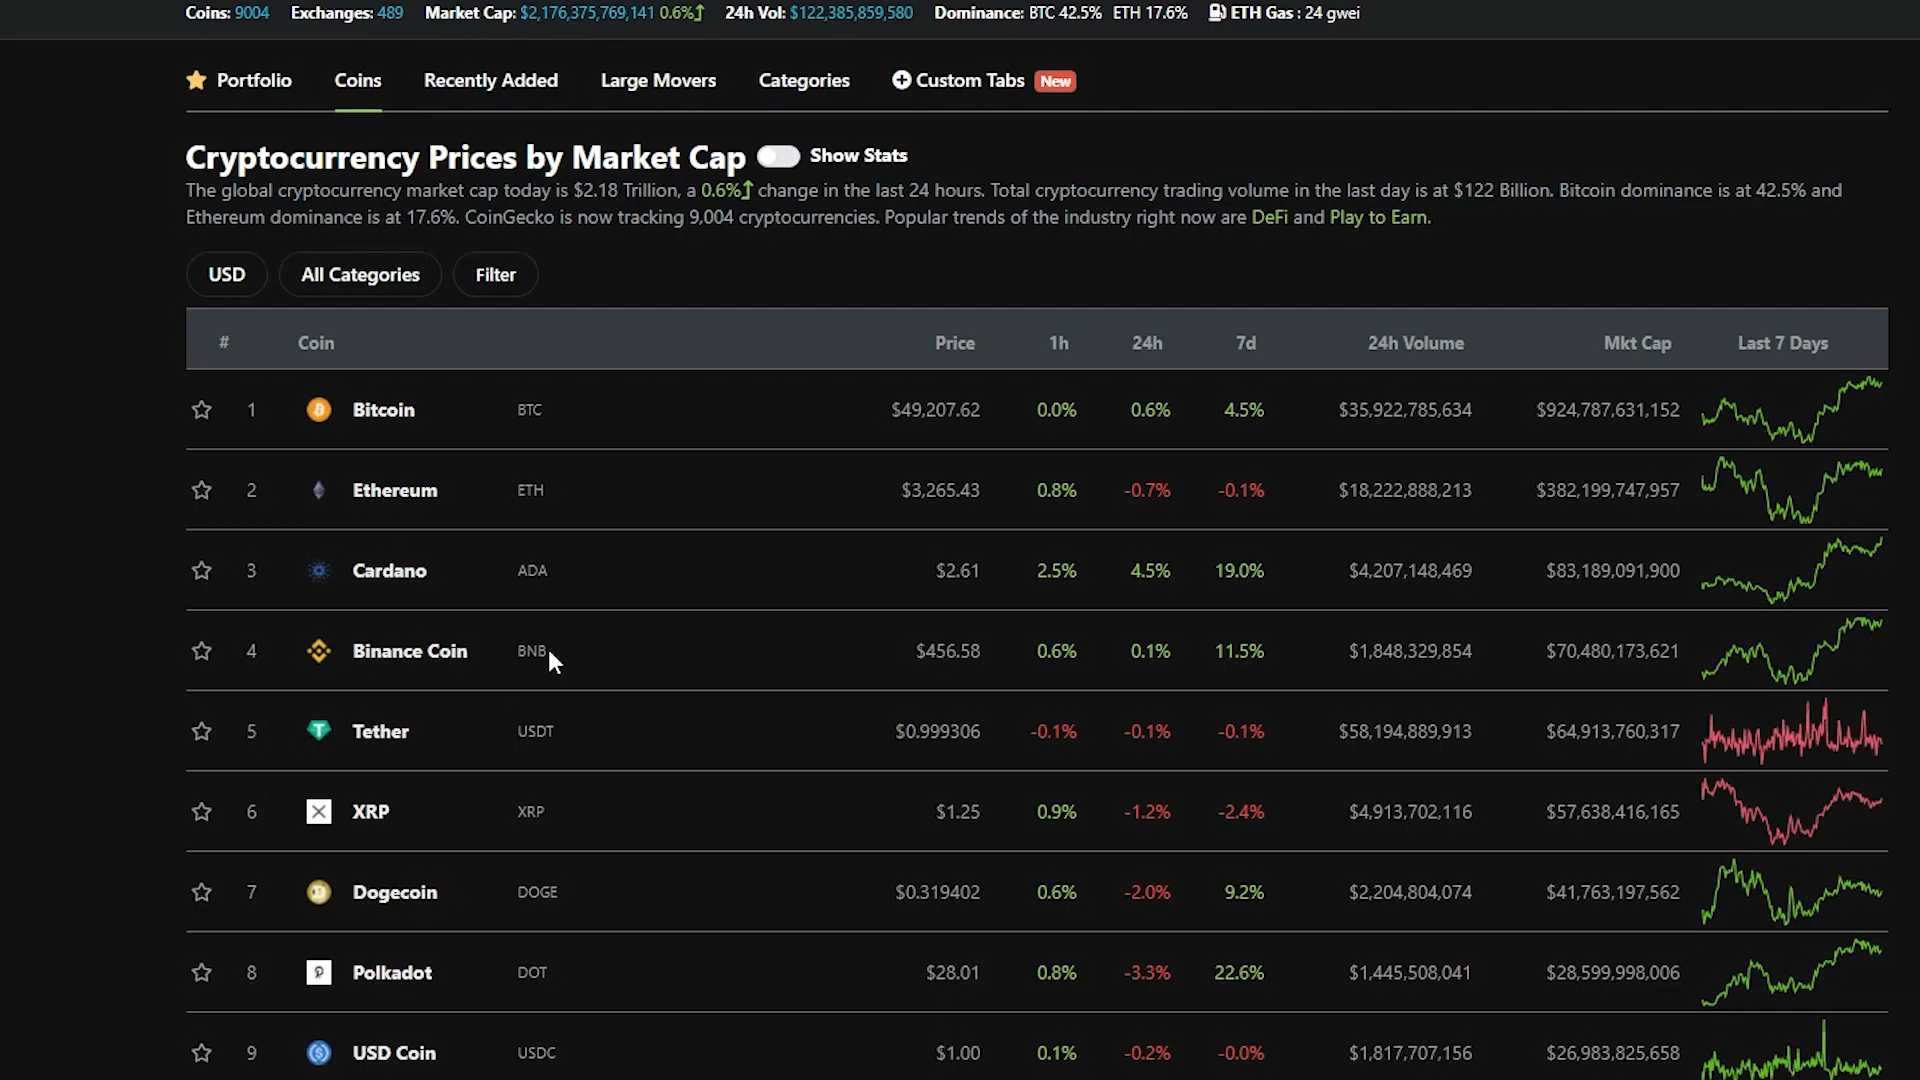 Coins: 9004 Exchanges: 489 Market Cap: $2,176,375,769,141 0.6% 24h Vol: $122,385,859,580 Dominance: BTC 42.5% ETH 17.6% ETH Gas : 24 gwei
Portfolio Coins Recently Added Large Movers Categories Custom Tabs New
Cryptocurrency Prices by Market Cap Show Stats
The global cryptocurrency market cap today is $2.18 Trillion, a 0.6% change in the last 24 hours. Total cryptocurrency trading volume in the last day is at $122 Billion. Bitcoin dominance is at 42.5% and
Ethereum dominance is at 17.6%. CoinGecko is now tracking 9,004 cryptocurrencies. Popular trends of the industry right now are DeFi and Play to Earn.
USD All Categories Filter
# Coin Price 1h 24h 7d 24h Volume Mkt Cap Last 7 Days
1 Bitcoin BTC $49,207.62 0.0% 0.6% 4.5% $35,922,785,634 $924,787,631,152
2 Ethereum ETH $3,265.43 0.8% -0.7% -0.1% $18,222,888,213 $382,199,747,957
3 Cardano ADA $2.61 2.5% 4.5% 19.0% $4,207,148,469 $83,189,091,900
4 Binance Coin BNB $456.58 0.6% 0.1% 11.5% $1,848,329,854 $70,480,173,621
5 Tether USDT $0.999306 -0.1% -0.1% -0.1% $58,194,889,913 $64,913,760,317
6 XRP XRP $1.25 0.9% -1.2% -2.4% $4,913,702,116 $57,638,416,165
7 Dogecoin DOGE $0.319402 0.6% -2.0% 9.2% $2,204,804,074 $41,763,197,562
8 Polkadot DOT $28.01 0.8% -3.3% 22.6% $1,445,508,041 $28,599,998,006
9 USD Coin USDC $1.00 0.1% -0.2% -0.0% $1,817,707,156 $26,983,825,658